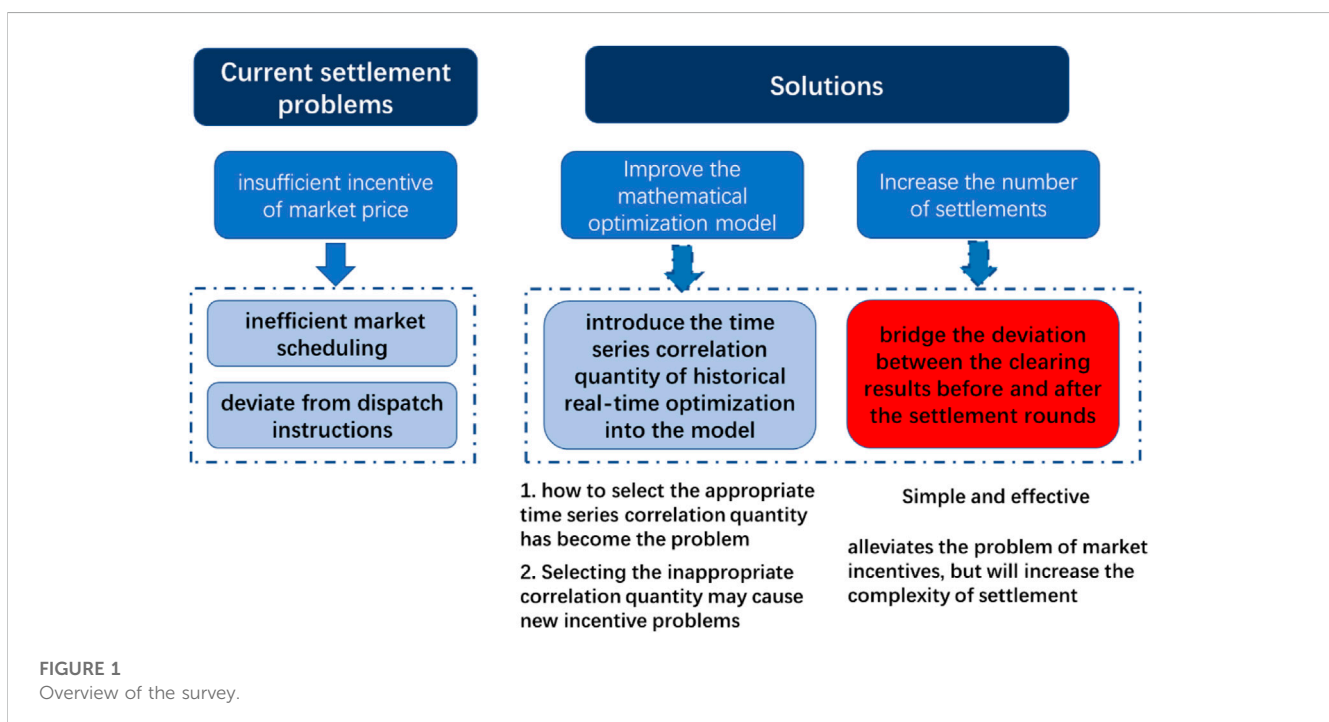 Current settlement
problems
Solutions
insufficient incentive
of market price
Improve the
mathematical
optimization model
Increase the number
of settlements
inefficient market
scheduling
deviate from dispatch
instructions
introduce the time
series correlation
quantity of historical
real-time optimization
into the model
bridge the deviation
between the clearing
results before and after
the settlement rounds
1. how to select the appropriate
time series correlation quantity
has become the problem
2. Selecting the inappropriate
correlation quantity may cause
new incentive problems
Simple and effective
alleviates the problem of market
incentives, but will increase the
complexity of settlement
FIGURE 1
Overview of the survey.